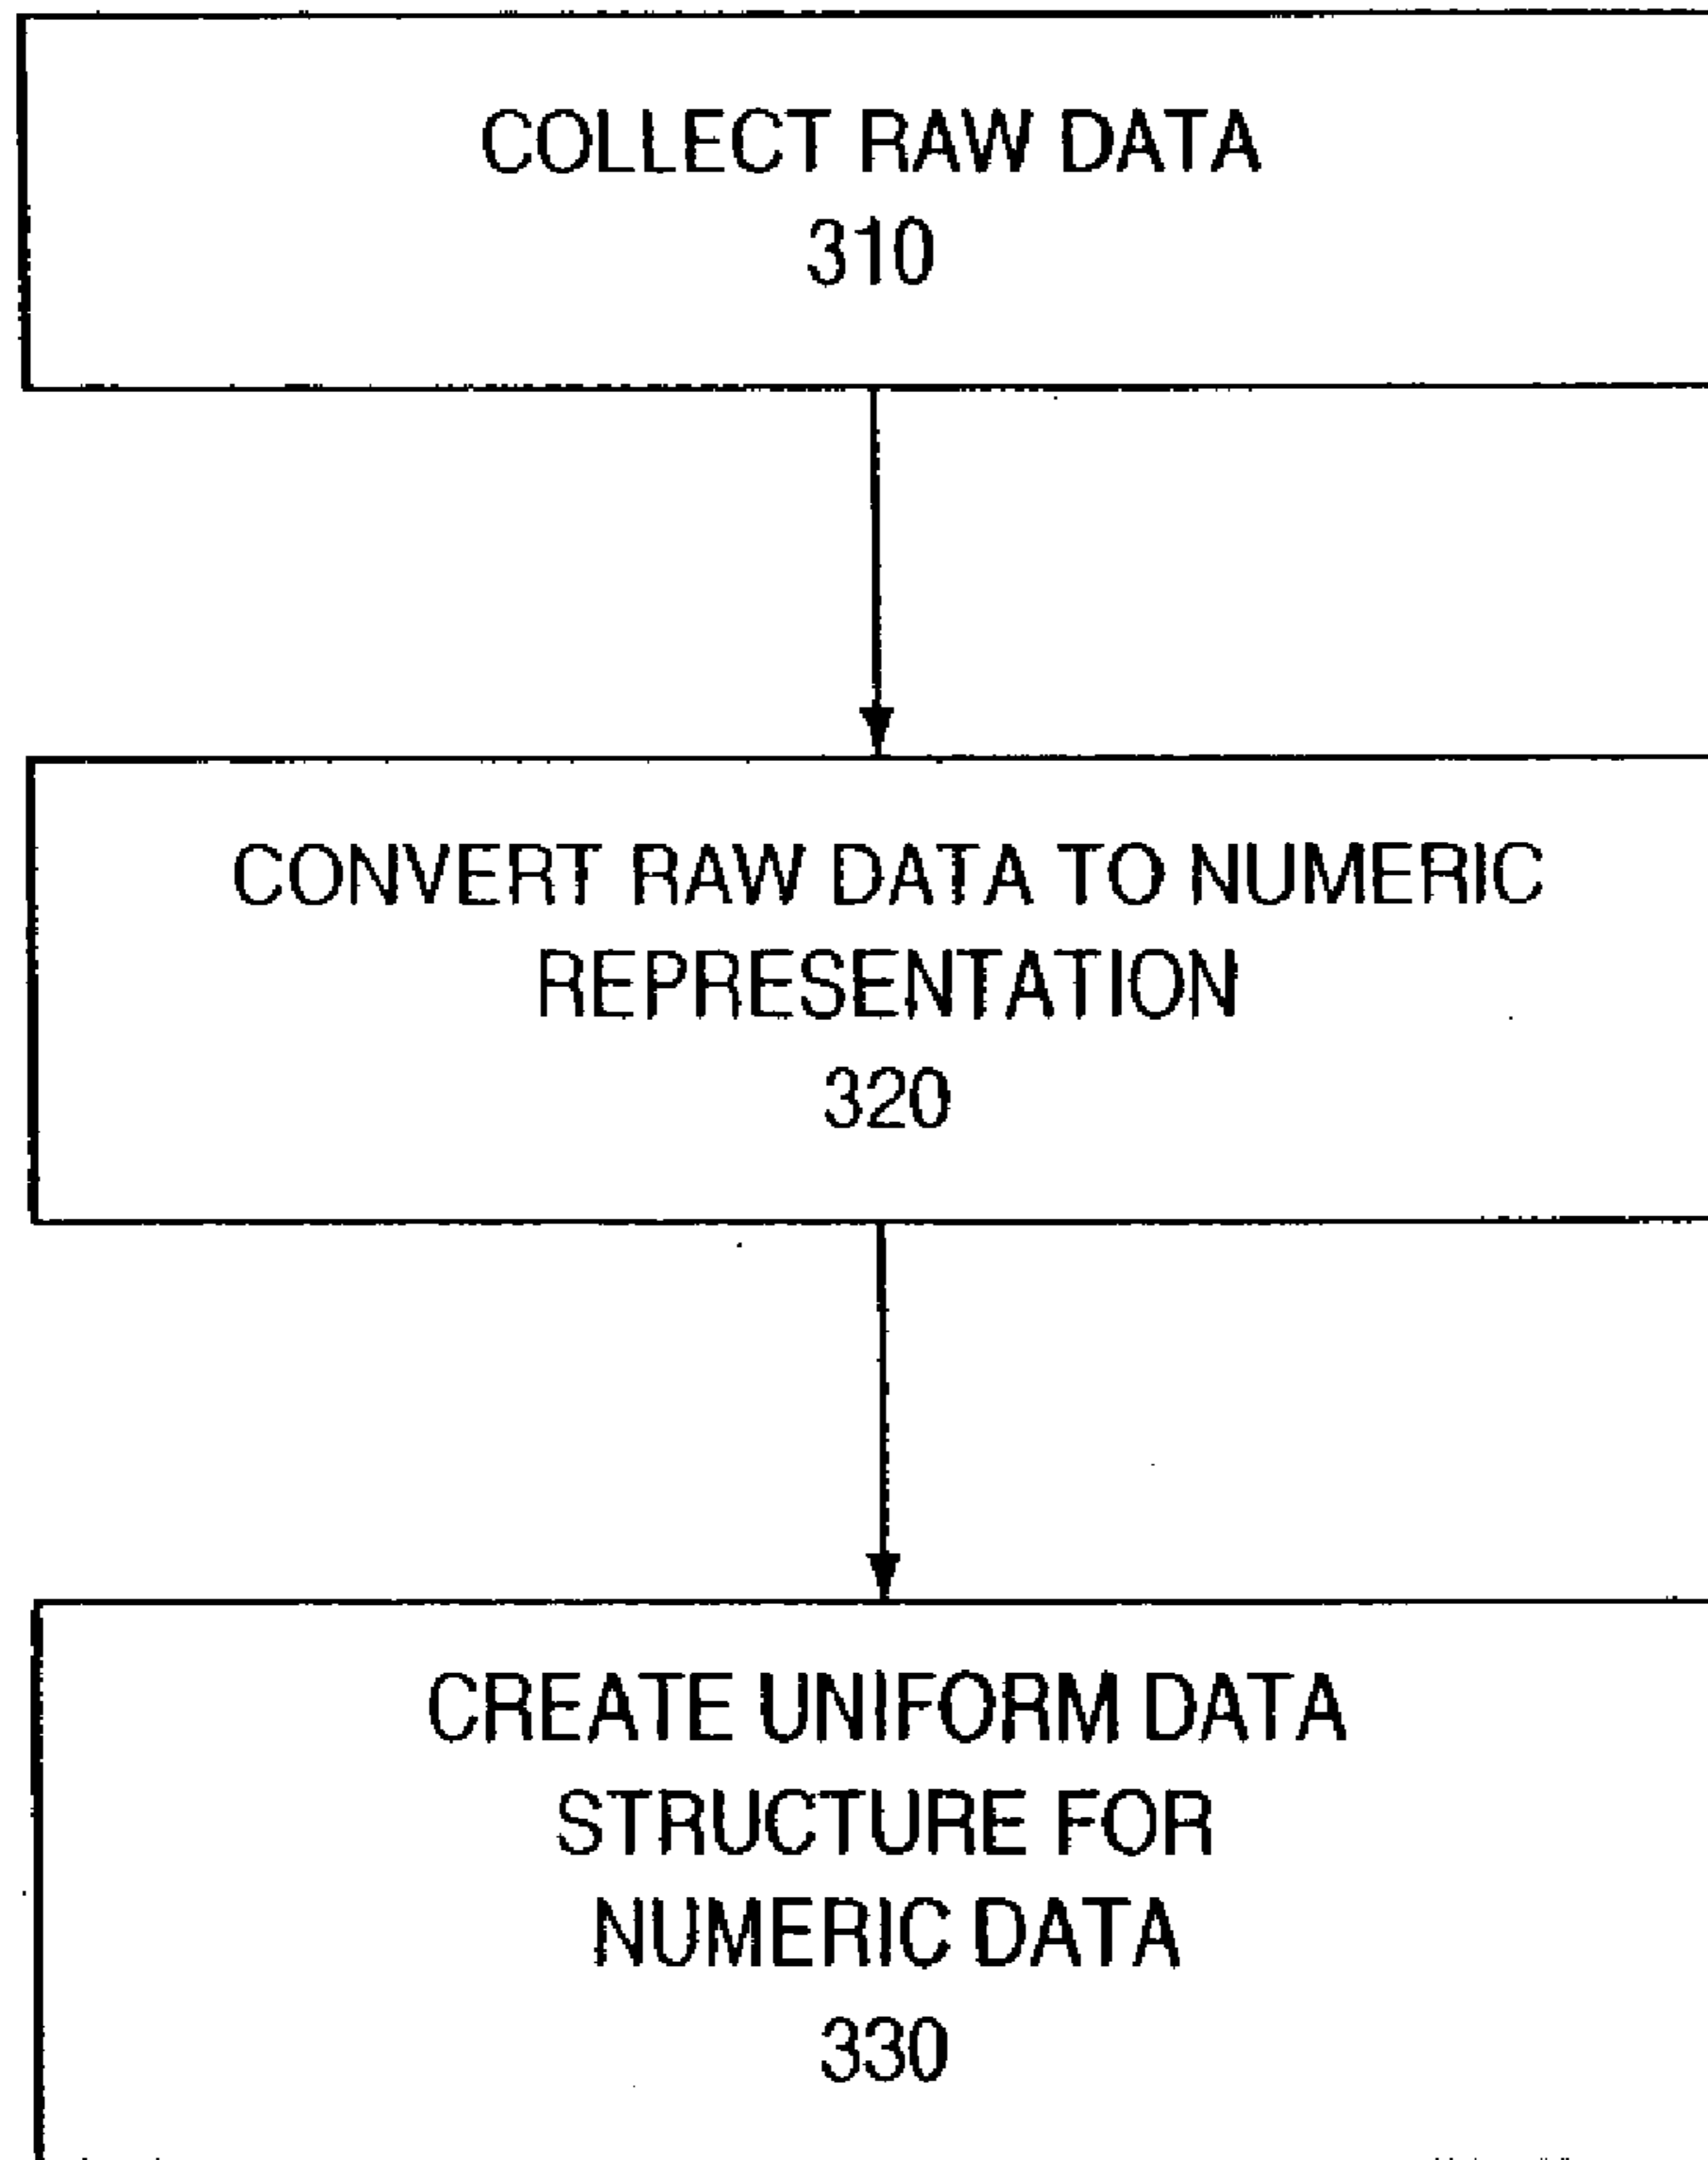 COLLECT RAW DATA
310
CONVERT RAW DATA TO NUMERIC
REPRESENTATION
320
CREATE UNIFORM DATA
STRUCTURE FOR
NUMERIC DATA
330